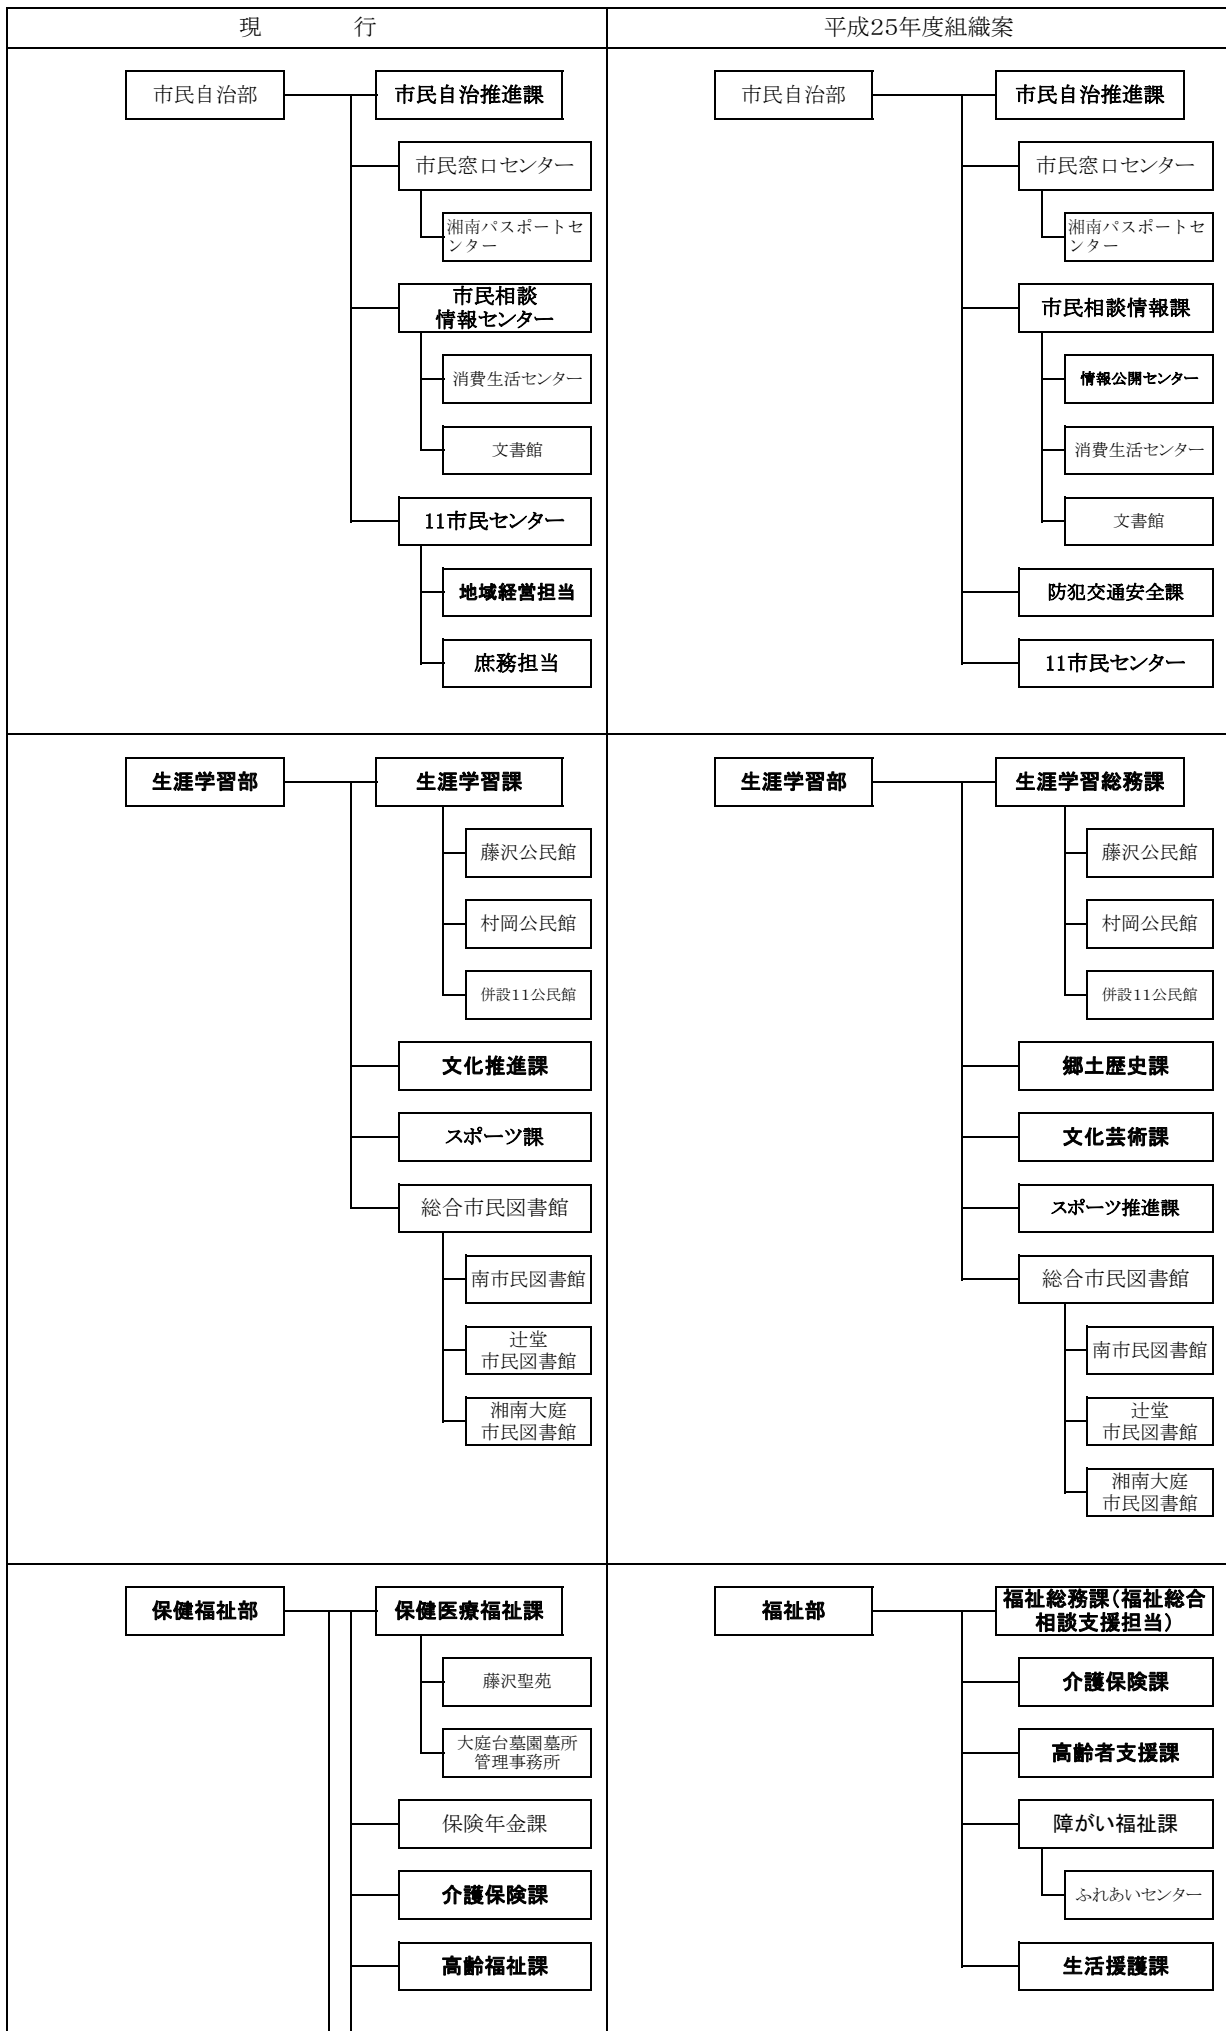 現　　行
平成25年度組織案
市民自治部
市民自治推進課
市民窓口センター
湘南パスポートセ
ンター
市民相談
情報センター
消費生活センター
文書館
11市民センター
地域経営担当
庶務担当
市民自治部
市民自治推進課
市民窓口センター
湘南パスポートセ
ンター
市民相談情報課
情報公開センター
消費生活センター
文書館
防犯交通安全課
11市民センター
生涯学習部
生涯学習課
藤沢公民館
村岡公民館
併設11公民館
文化推進課
スポーツ課
総合市民図書館
南市民図書館
辻堂
市民図書館
湘南大庭
市民図書館
生涯学習部
生涯学習総務課
藤沢公民館
村岡公民館
併設11公民館
郷土歴史課
文化芸術課
スポーツ推進課
総合市民図書館
南市民図書館
辻堂
市民図書館
湘南大庭
市民図書館
保健福祉部
保健医療福祉課
藤沢聖苑
大庭台墓園墓所
管理事務所
保険年金課
介護保険課
高齢福祉課
福祉部
福祉総務課(福祉総合
相談支援担当)
介護保険課
高齢者支援課
障がい福祉課
ふれあいセンター
生活援護課